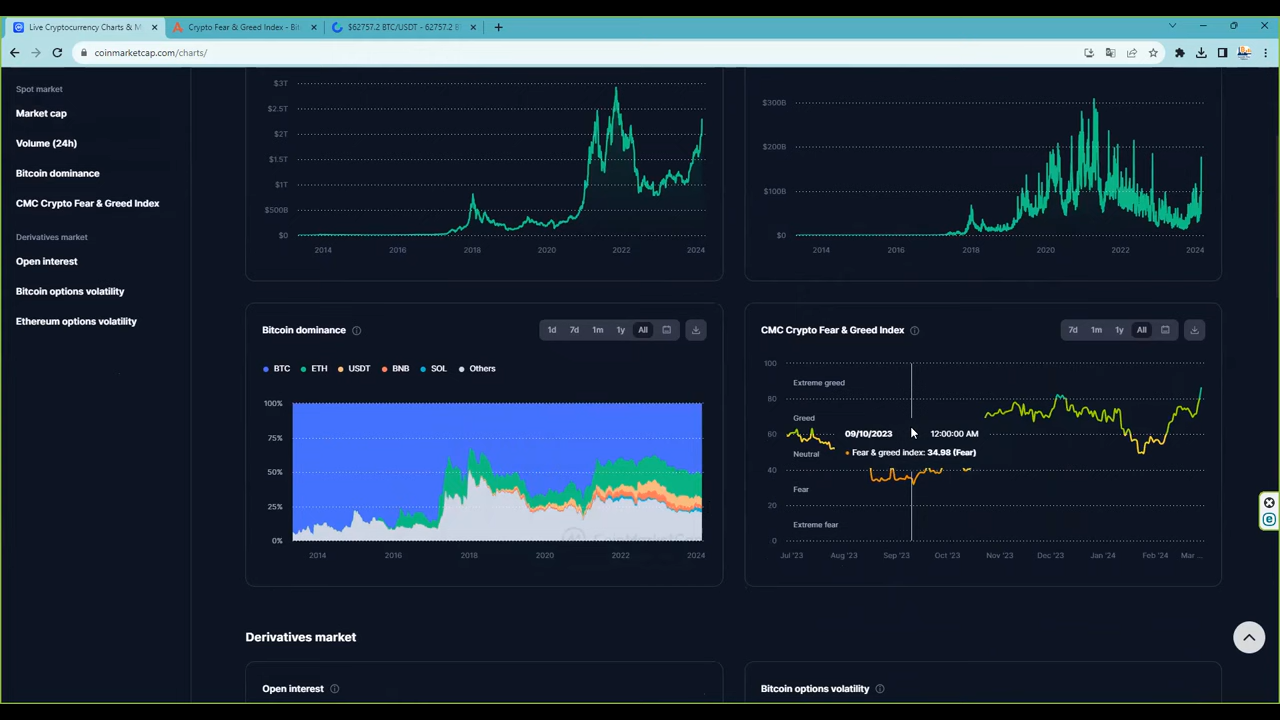 Live Cryptocurrency Charts & M
Crypto Fear & Greed Index - Bit
$62757.2 BTC/USDT - 62757.2 B
coinmarketcap.com/charts/
Spot market
Market cap
Volume (24h)
Bitcoin dominance
CMC Crypto Fear & Greed Index
Derivatives market
Open interest
Bitcoin options volatility
Ethereum options volatility
$3T
$2.5T
$2T
$1.5T
$1T
$500B
$0
2014 2016 2018 2020 2022 2024
$300B
$200B
$100B
$0
2014 2016 2018 2020 2022 2024
Bitcoin dominance
1d 7d 1m 1y All
BTC ETH USDT BNB SOL Others
100%
75%
50%
25%
0%
2014 2016 2018 2020 2022 2024
CMC Crypto Fear & Greed Index
7d 1m 1y All
100
Extreme greed
80
Greed
60
09/10/2023 12:00:00 AM
Fear & greed index: 34.98 (Fear)
Neutral
40
Fear
20
Extreme fear
0
Jul '23 Aug '23 Sep '23 Oct '23 Nov '23 Dec '23 Jan '24 Feb '24 Mar ...
Derivatives market
Open interest
Bitcoin options volatility